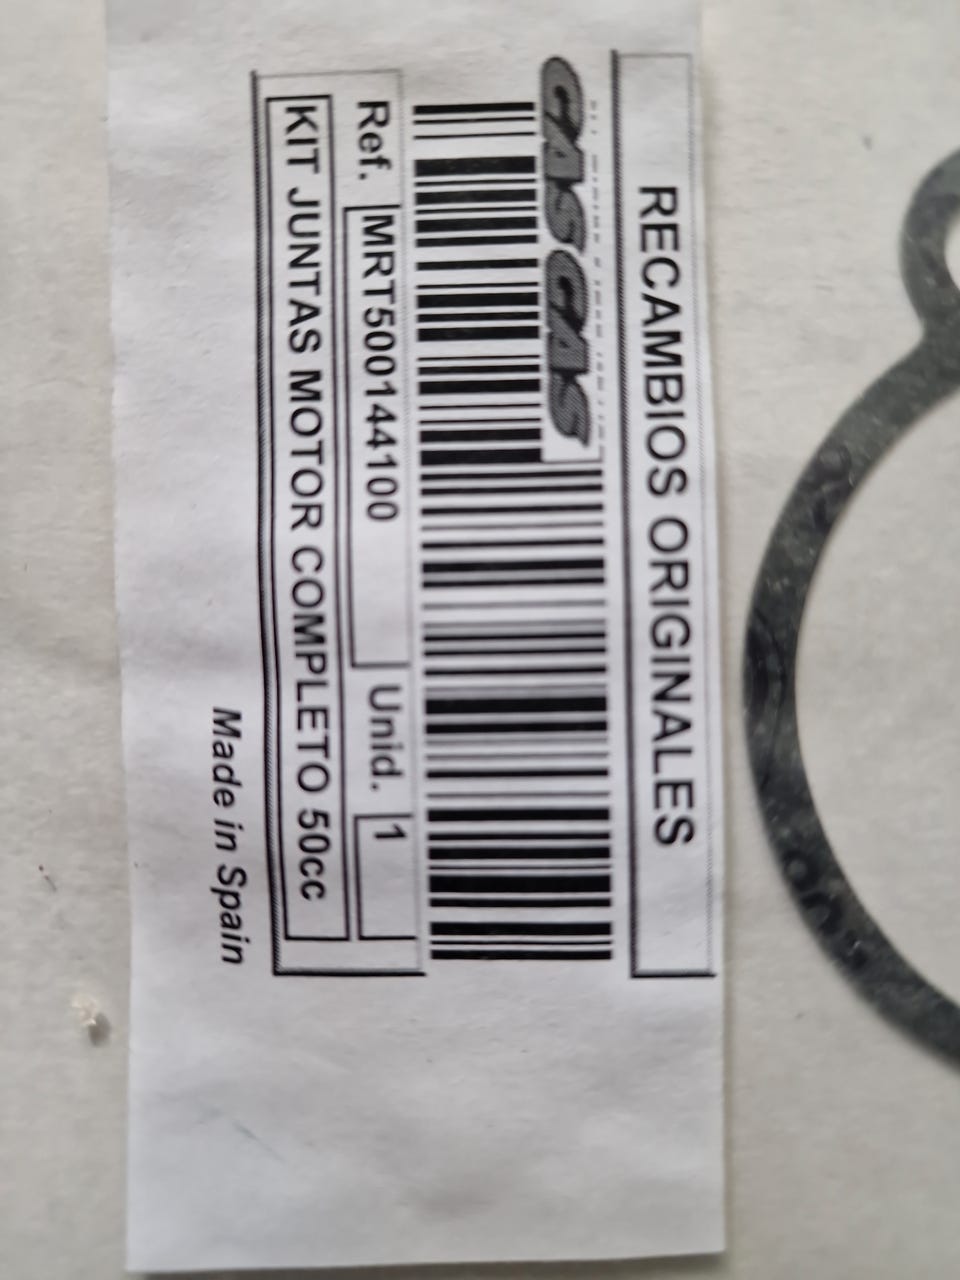 RECAMBIOS ORIGINALES
GAS GAS
Ref. MRT500144100 Unid. 1
KIT JUNTAS MOTOR COMPLETO 50cc
Made in Spain